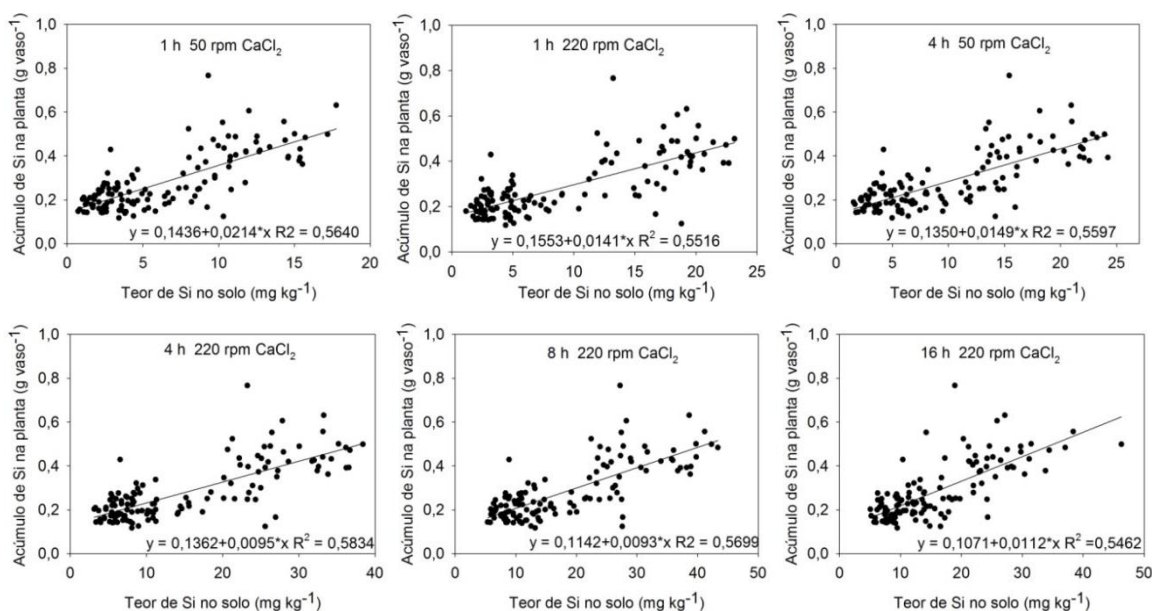 Acúmulo de Si na planta (g vaso⁻¹)
1,0
0,8
0,6
0,4
0,2
0,0
1 h 50 rpm CaCl₂
y = 0,1436+0,0214*x R2 = 0,5640
0 5 10 15 20
Teor de Si no solo (mg kg⁻¹)
Acúmulo de Si na planta (g vaso⁻¹)
1,0
0,8
0,6
0,4
0,2
0,0
1 h 220 rpm CaCl₂
y = 0,1553+0,0141*x R² = 0,5516
0 5 10 15 20 25
Teor de Si no solo (mg kg⁻¹)
Acúmulo de Si na planta (g vaso⁻¹)
1,0
0,8
0,6
0,4
0,2
0,0
4 h 50 rpm CaCl₂
y = 0,1350+0,0149*x R2 = 0,5597
0 5 10 15 20 25
Teor de Si no solo (mg kg⁻¹)
Acúmulo de Si na planta (g vaso⁻¹)
1,0
0,8
0,6
0,4
0,2
0,0
4 h 220 rpm CaCl₂
y = 0,1362+0,0095*x R² = 0,5834
0 10 20 30 40
Teor de Si no solo (mg kg⁻¹)
Acúmulo de Si na planta (g vaso⁻¹)
1,0
0,8
0,6
0,4
0,2
0,0
8 h 220 rpm CaCl₂
y = 0,1142+0,0093*x R2 = 0,5699
0 10 20 30 40 50
Teor de Si no solo (mg kg⁻¹)
Acúmulo de Si na planta (g vaso⁻¹)
1,0
0,8
0,6
0,4
0,2
0,0
16 h 220 rpm CaCl₂
y = 0,1071+0,0112*x R² = 0,5462
0 10 20 30 40 50
Teor de Si no solo (mg kg⁻¹)